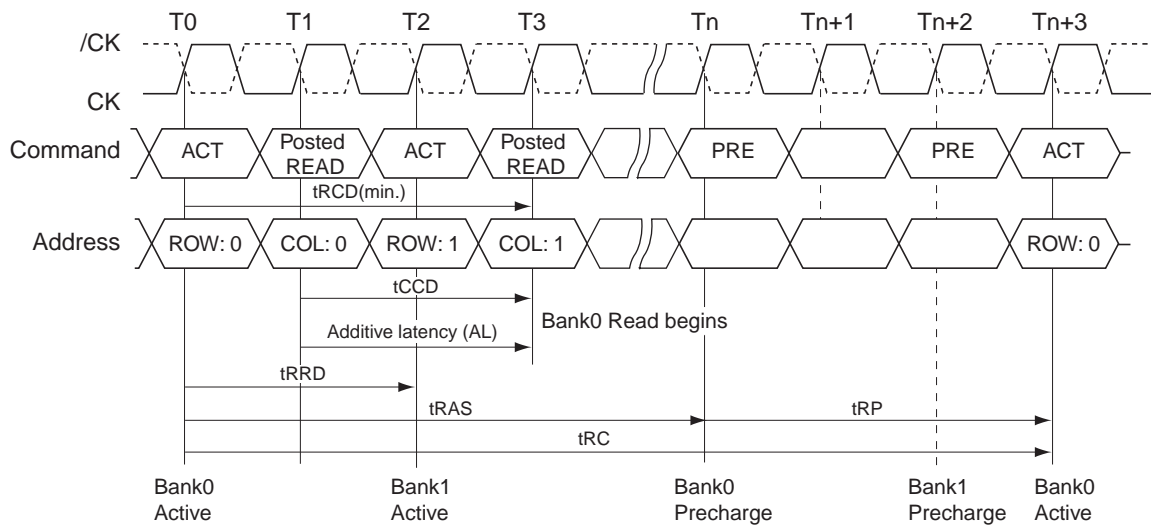 T0 T1 T2 T3 Tn Tn+1 Tn+2 Tn+3
/CK
CK
Command ACT Posted READ ACT Posted READ PRE PRE ACT
tRCD(min.)
Address ROW: 0 COL: 0 ROW: 1 COL: 1 ROW: 0
tCCD
Bank0 Read begins
Additive latency (AL)
tRRD
tRAS tRP
tRC
Bank0 Bank1 Bank0 Bank1 Bank0
Active Active Precharge Precharge Active